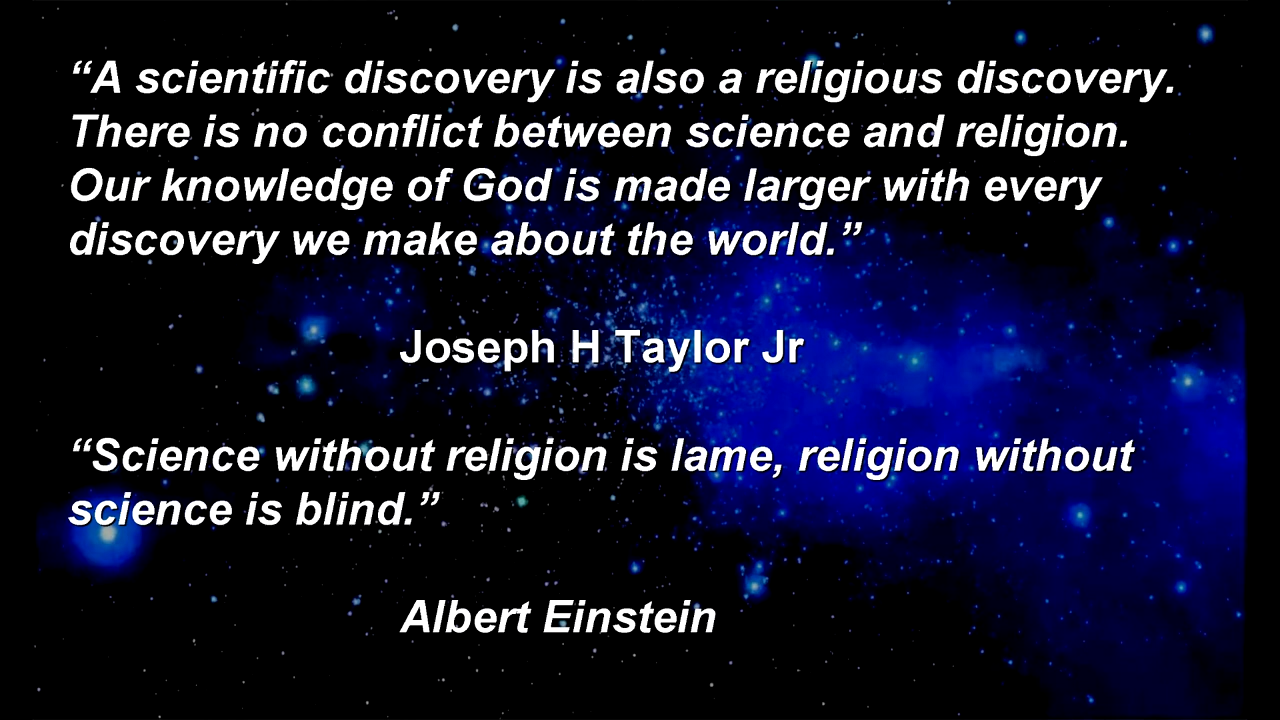 “A scientific discovery is also a religious discovery.
There is no conflict between science and religion.
Our knowledge of God is made larger with every
discovery we make about the world.”
Joseph H Taylor Jr
“Science without religion is lame, religion without
science is blind.”
Albert Einstein